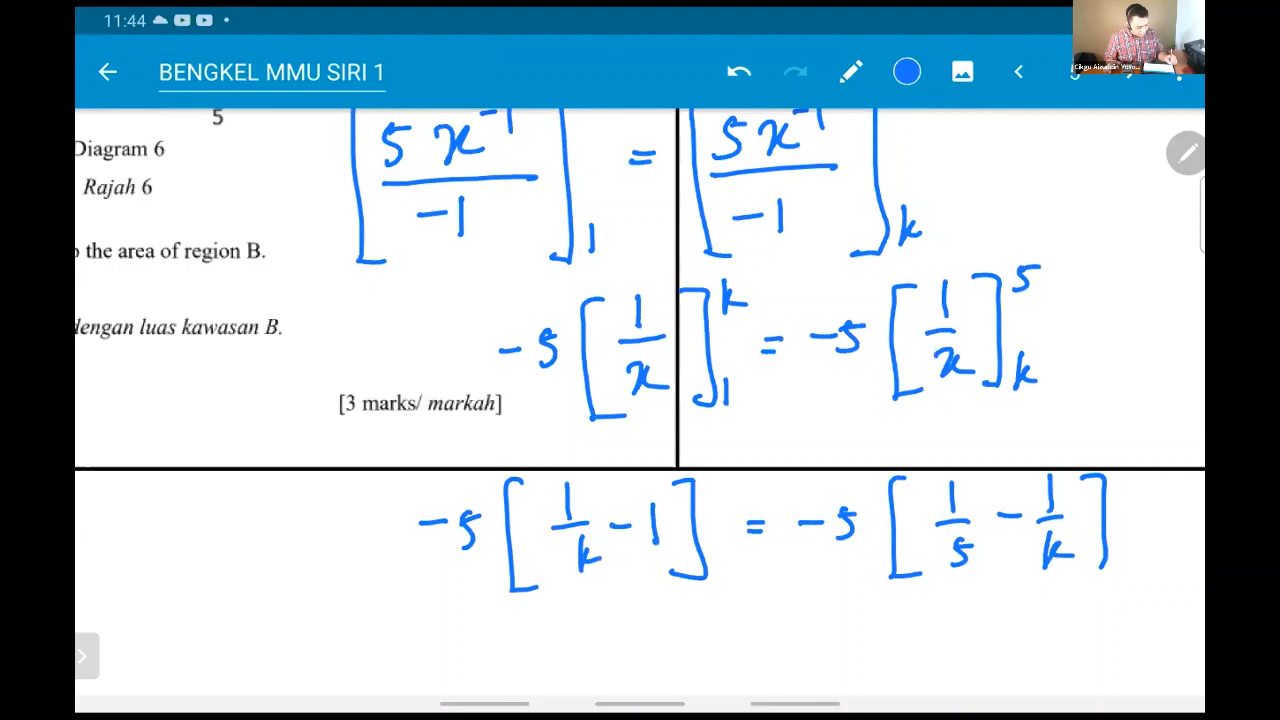 11:44
BENGKEL MMU SIRI 1
5
Diagram 6
Rajah 6
the area of region B.
dengan luas kawasan B.
[3 marks/ markah]
[5x⁻¹/-1]₁ = [5x⁻¹/-1]ₖ
-5[1/x]₁ᵏ = -5[1/x]ₖ⁵
-5[1/k - 1] = -5[1/5 - 1/k]